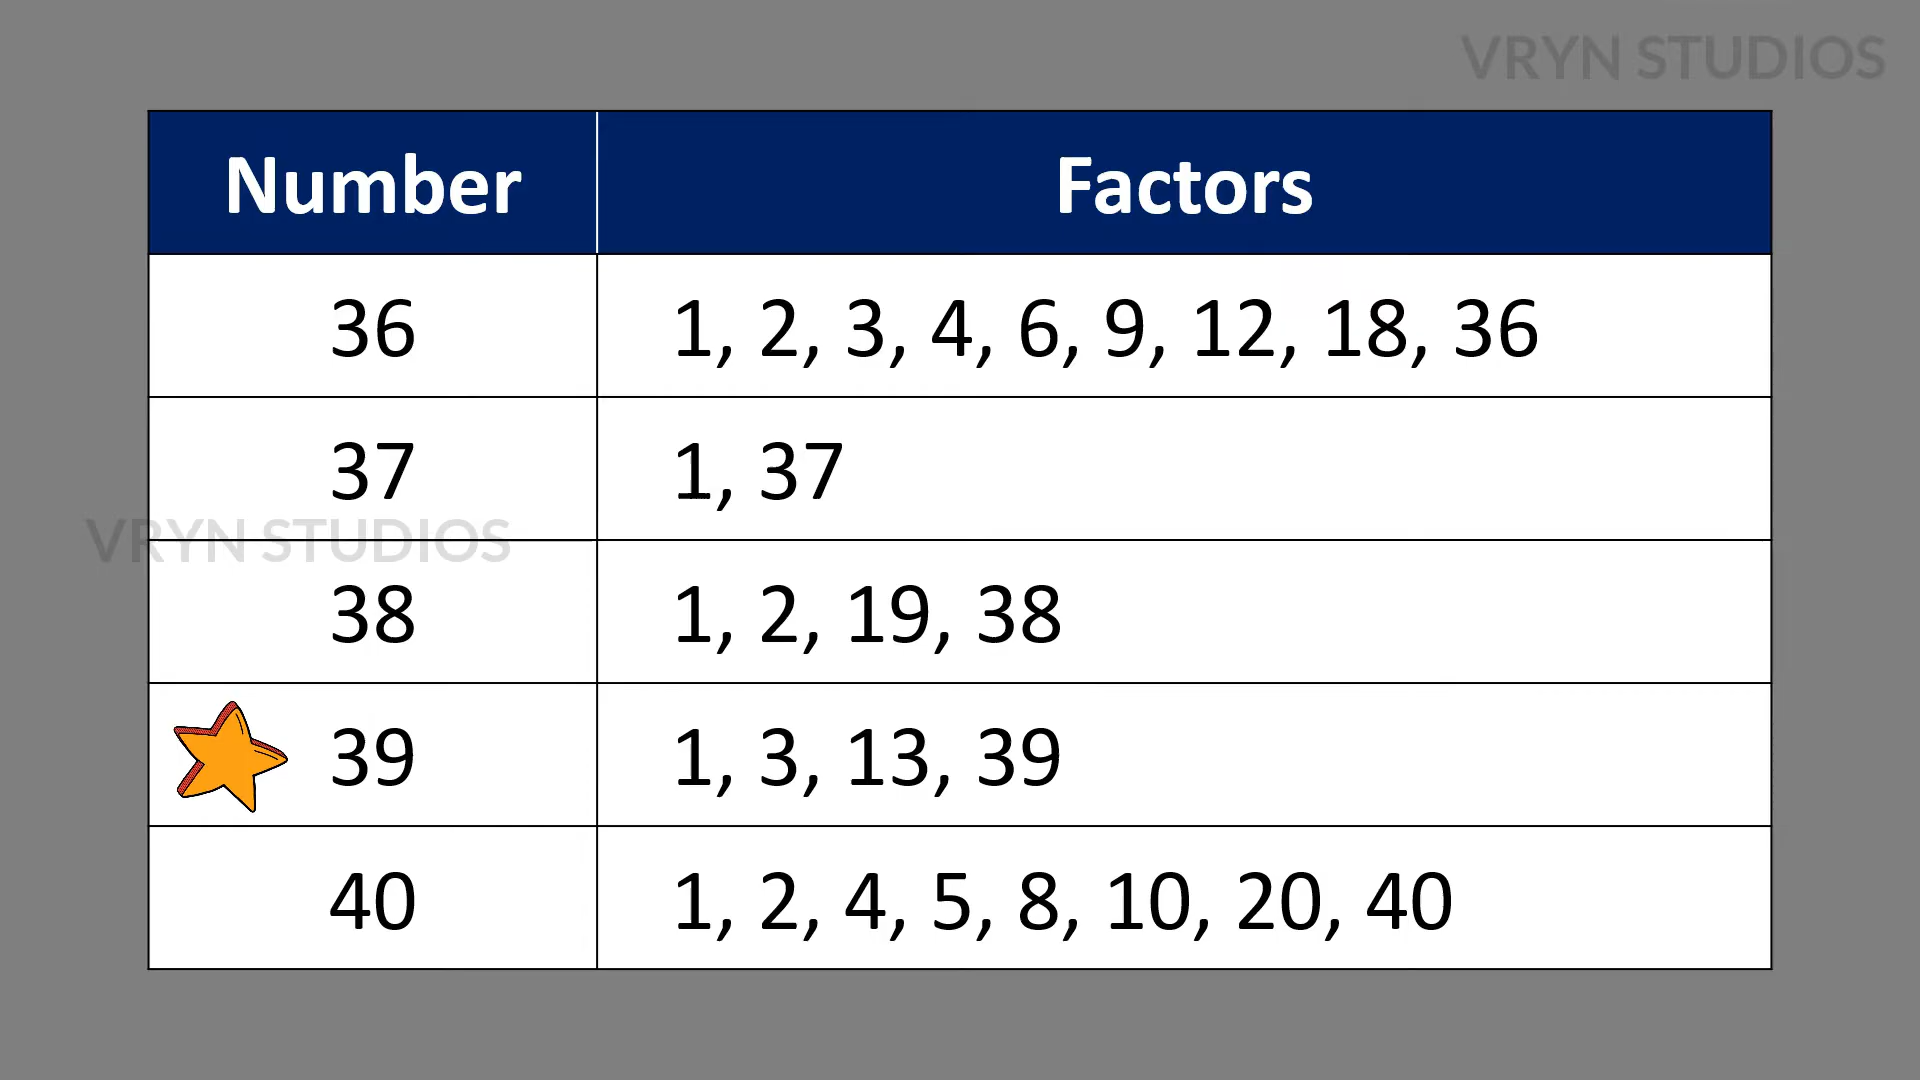 VRYN STUDIOS
Number Factors
36 1, 2, 3, 4, 6, 9, 12, 18, 36
37 1, 37
VRYN STUDIOS
38 1, 2, 19, 38
39 1, 3, 13, 39
40 1, 2, 4, 5, 8, 10, 20, 40